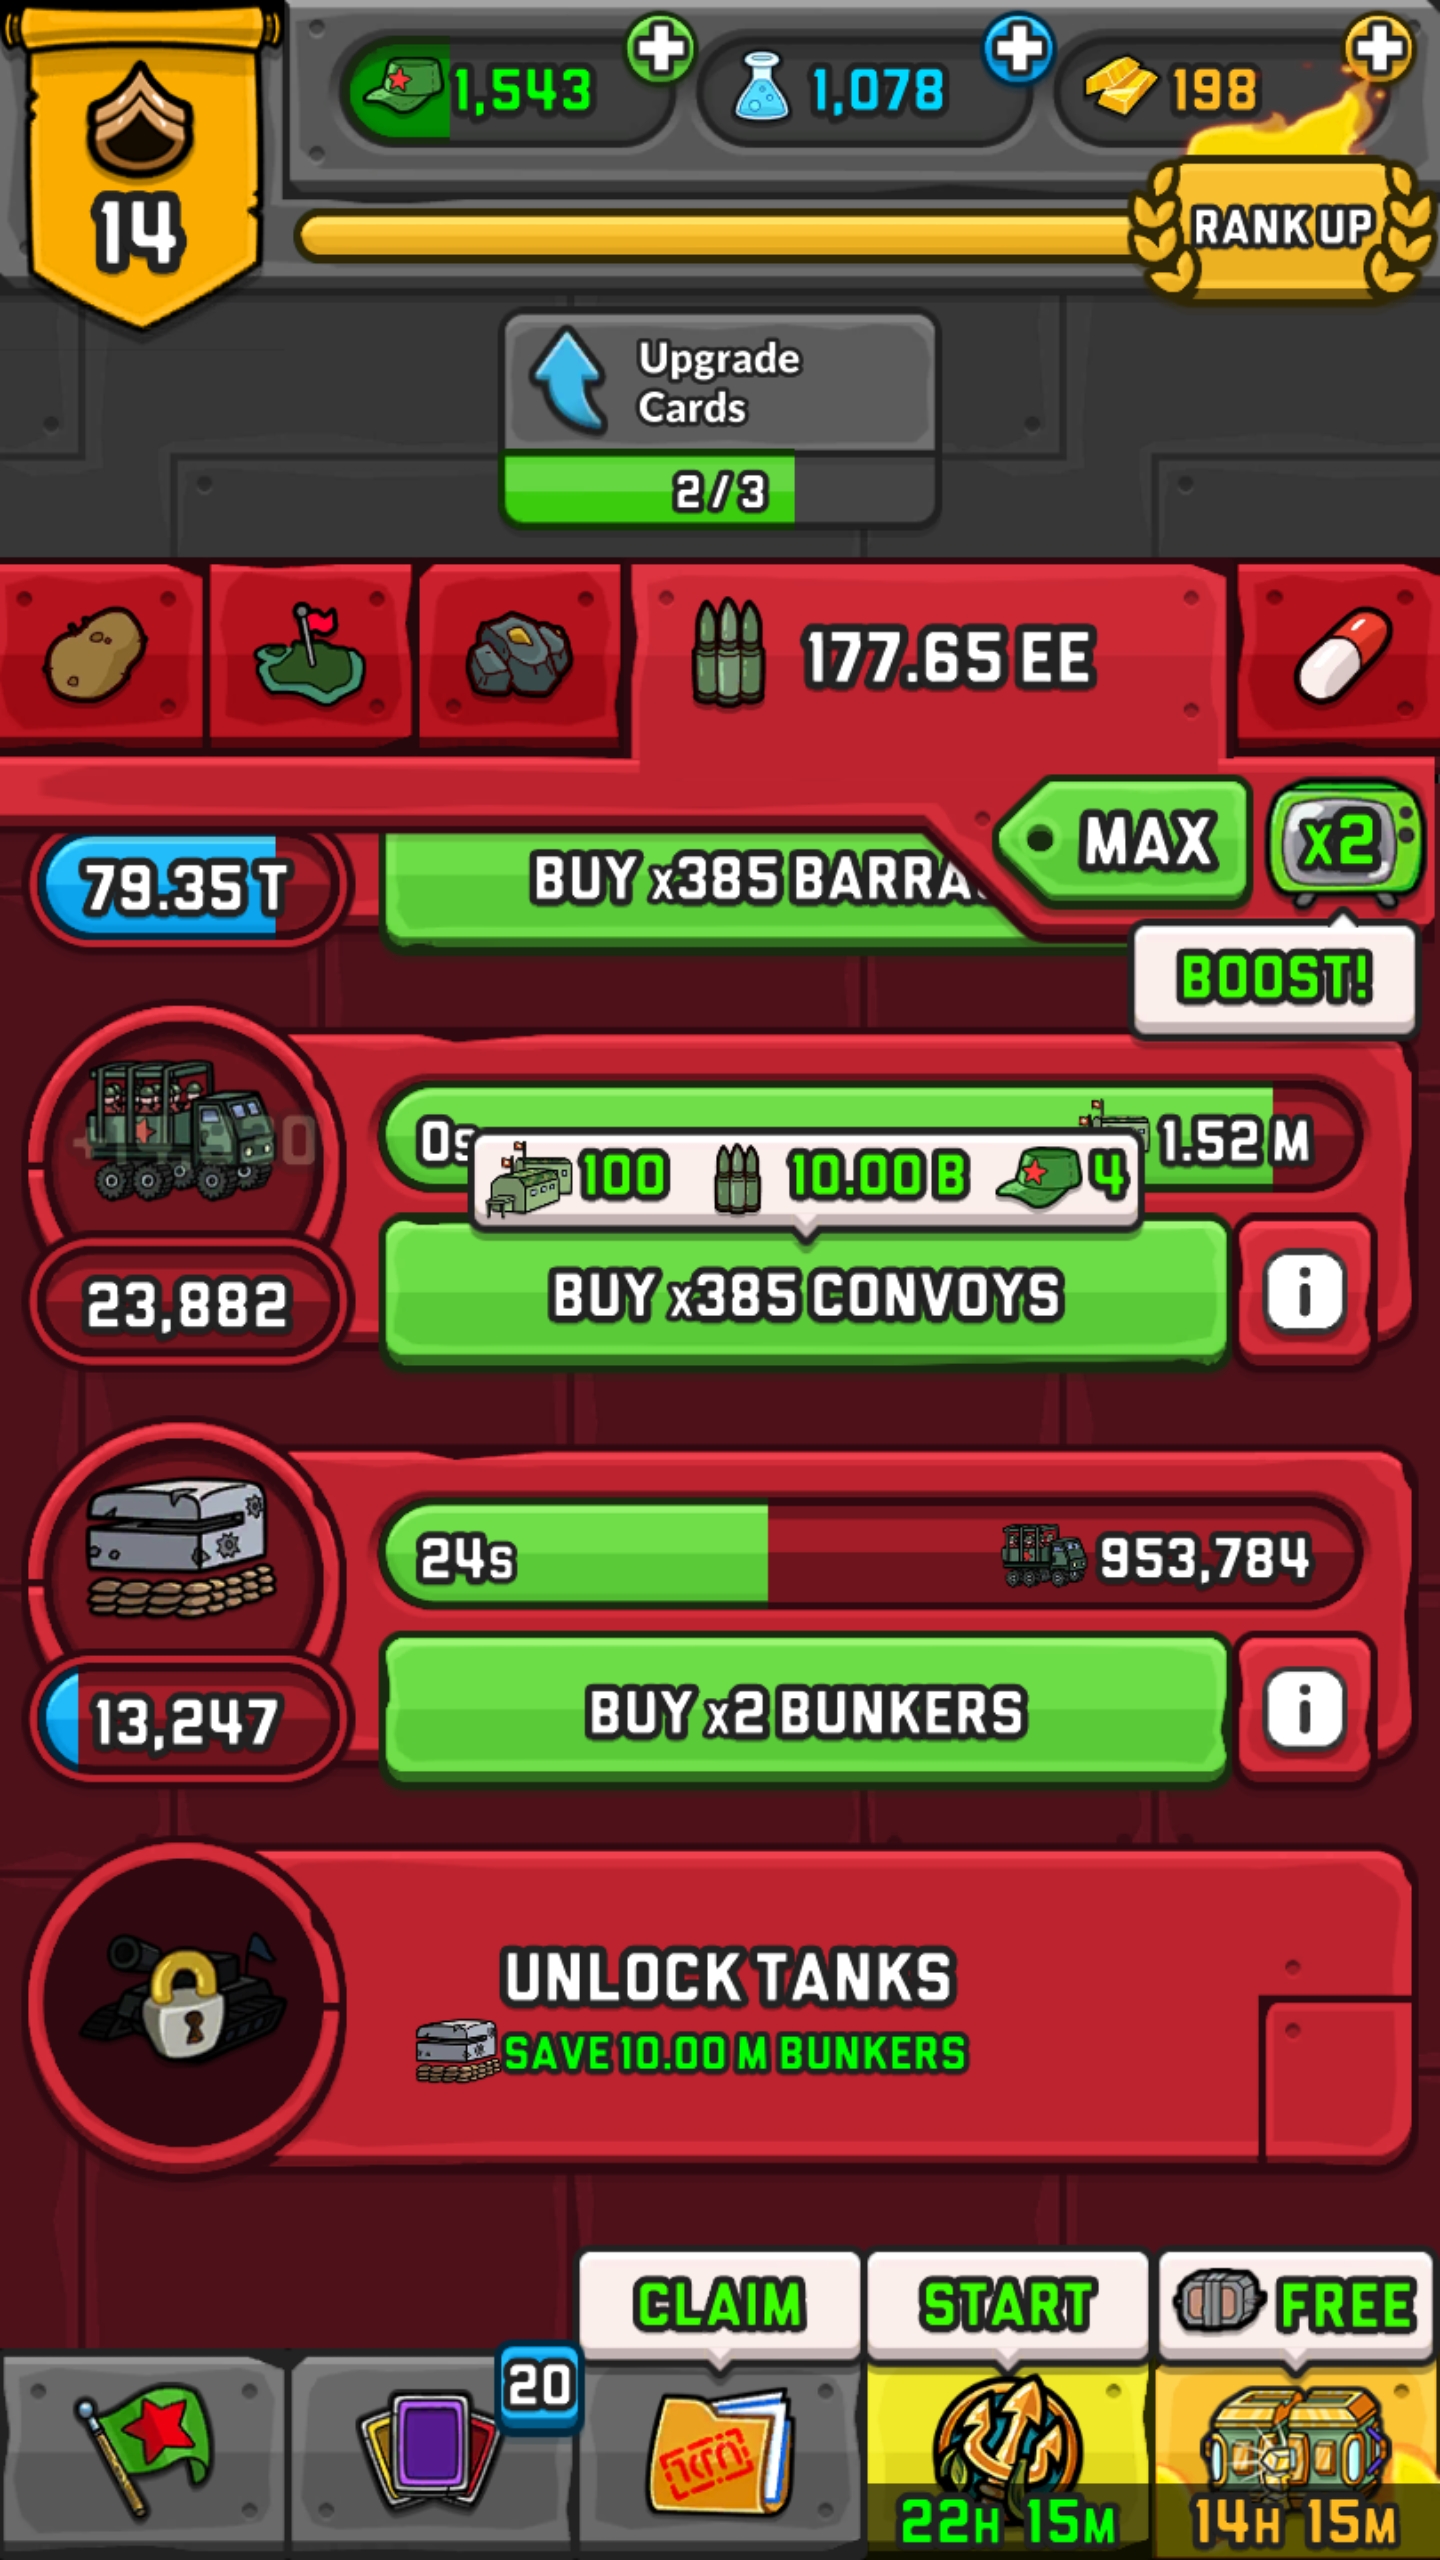 14
1,543
1,078
198
RANK UP
Upgrade
Cards
2/3
177.65 EE
MAX
x2
79.35 T
BUY x385 BARRA
BOOST!
0s
1.52 M
100
10.00 B
4
23,882
BUY x385 CONVOYS
i
24s
953,784
13,247
BUY x2 BUNKERS
i
UNLOCK TANKS
SAVE 10.00 M BUNKERS
CLAIM
START
FREE
20
22H 15M
14H 15M